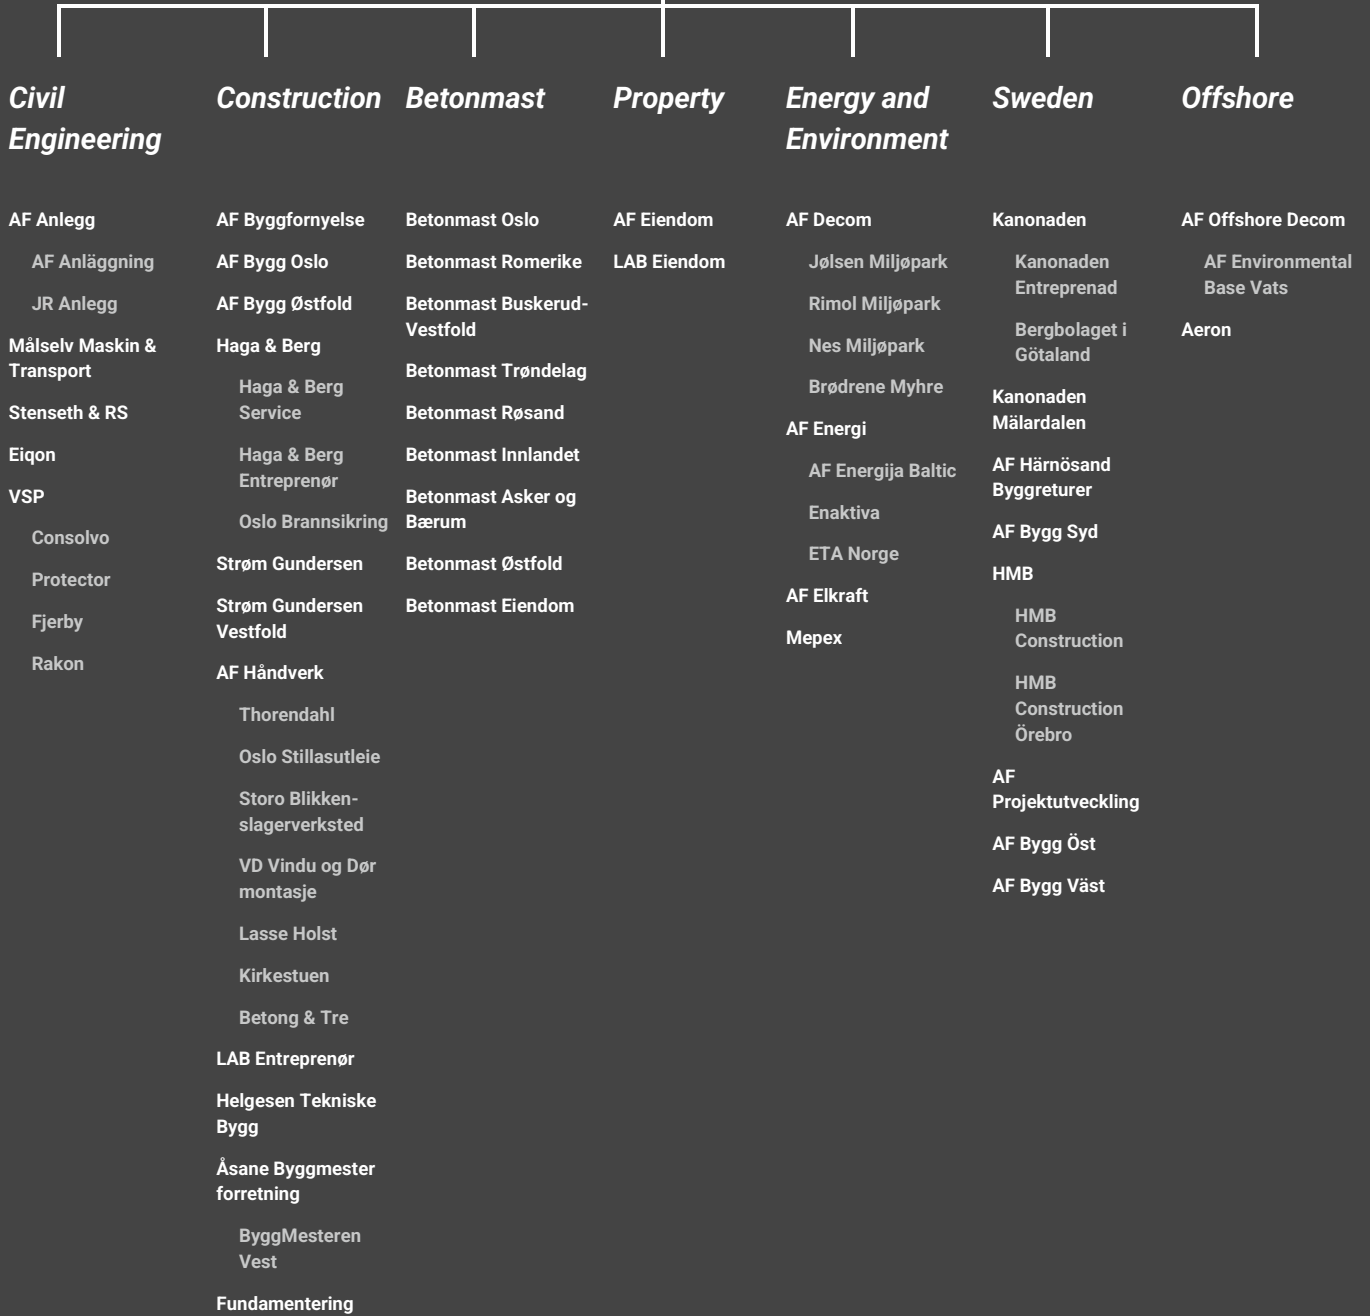 Civil
Engineering
AF Anlegg
AF Anläggning
JR Anlegg
Målselv Maskin &
Transport
Stenseth & RS
Eiqon
VSP
Consolvo
Protector
Fjerby
Rakon
Construction
AF Byggfornyelse
AF Bygg Oslo
AF Bygg Østfold
Haga & Berg
Haga & Berg
Service
Haga & Berg
Entreprenør
Oslo Brannsikring
Strøm Gundersen
Strøm Gundersen
Vestfold
AF Håndverk
Thorendahl
Oslo Stillasutleie
Storo Blikken-
slagerverksted
VD Vindu og Dør
montasje
Lasse Holst
Kirkestuen
Betong & Tre
LAB Entreprenør
Helgesen Tekniske
Bygg
Åsane Byggmester
forretning
ByggMesteren
Vest
Fundamentering
Betonmast
Betonmast Oslo
Betonmast Romerike
Betonmast Buskerud-
Vestfold
Betonmast Trøndelag
Betonmast Røsand
Betonmast Innlandet
Betonmast Asker og
Bærum
Betonmast Østfold
Betonmast Eiendom
Property
AF Eiendom
LAB Eiendom
Energy and
Environment
AF Decom
Jølsen Miljøpark
Rimol Miljøpark
Nes Miljøpark
Brødrene Myhre
AF Energi
AF Energija Baltic
Enaktiva
ETA Norge
AF Elkraft
Mepex
Sweden
Kanonaden
Kanonaden
Entreprenad
Bergbolaget i
Götaland
Kanonaden
Mälardalen
AF Härnösand
Byggreturer
AF Bygg Syd
HMB
HMB
Construction
HMB
Construction
Örebro
AF
Projektutveckling
AF Bygg Öst
AF Bygg Väst
Offshore
AF Offshore Decom
AF Environmental
Base Vats
Aeron